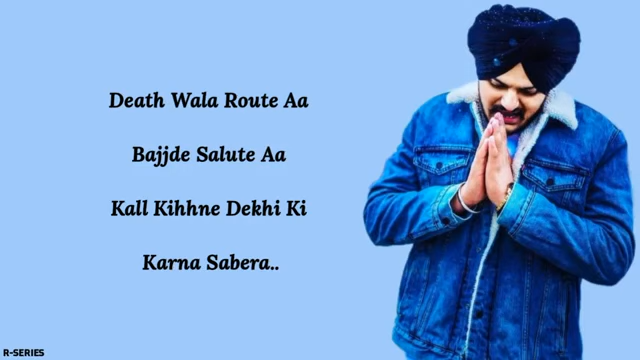 Death Wala Route Aa
Bajjde Salute Aa
Kall Kihhne Dekhi Ki
Karna Sabera..
R-SERIES